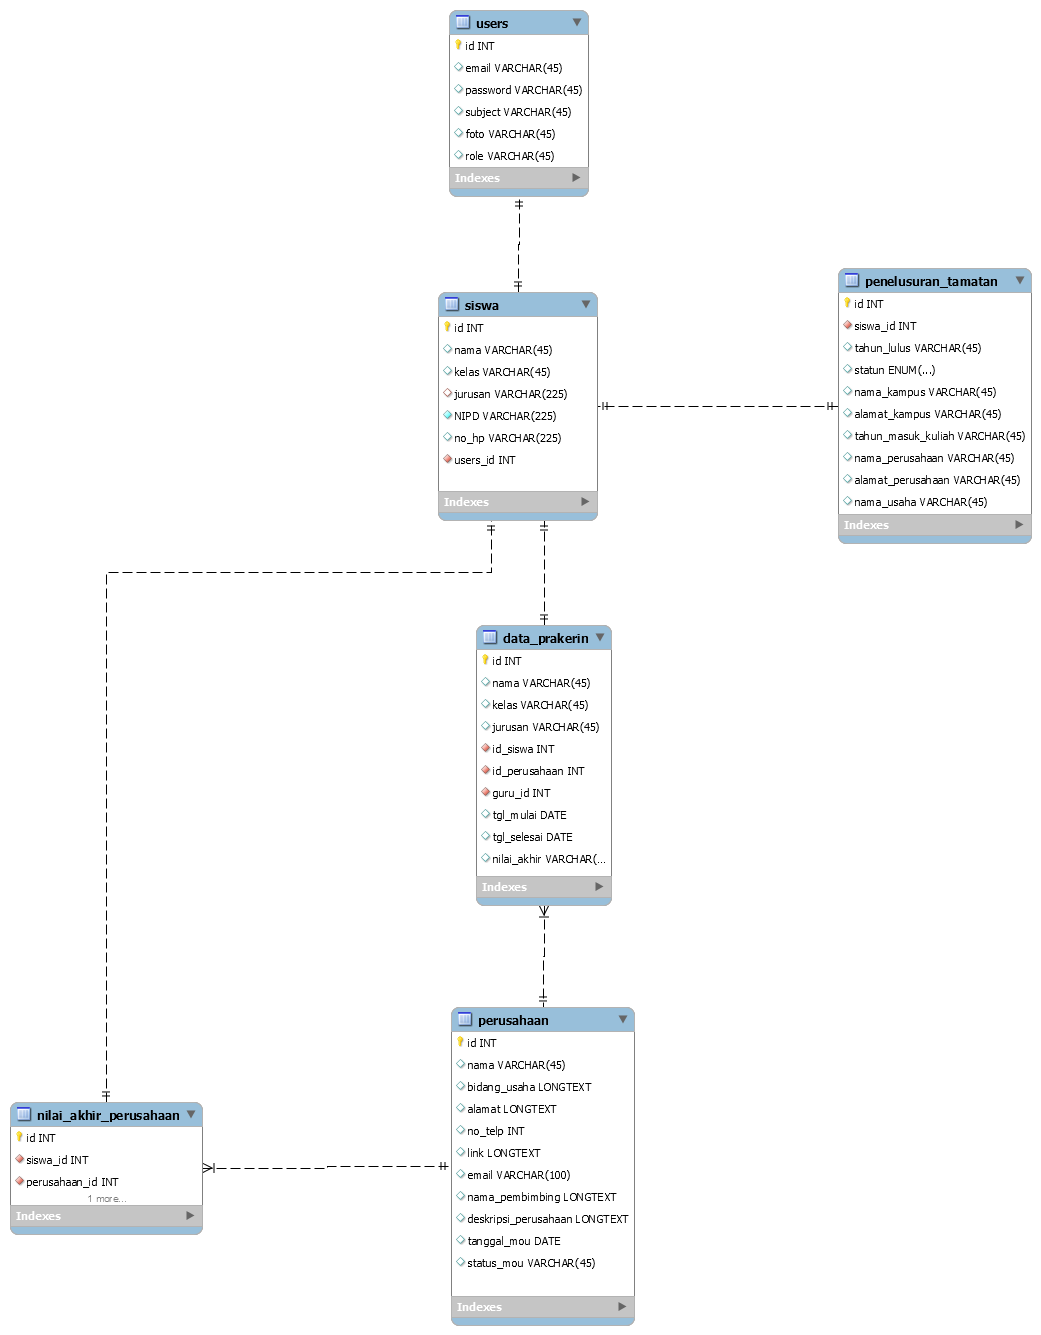 users
id INT
email VARCHAR(45)
password VARCHAR(45)
subject VARCHAR(45)
foto VARCHAR(45)
role VARCHAR(45)
Indexes
siswa
id INT
nama VARCHAR(45)
kelas VARCHAR(45)
jurusan VARCHAR(225)
NIPD VARCHAR(225)
no_hp VARCHAR(225)
users_id INT
Indexes
penelusuran_tamatan
id INT
siswa_id INT
tahun_lulus VARCHAR(45)
statun ENUM(...)
nama_kampus VARCHAR(45)
alamat_kampus VARCHAR(45)
tahun_masuk_kuliah VARCHAR(45)
nama_perusahaan VARCHAR(45)
alamat_perusahaan VARCHAR(45)
nama_usaha VARCHAR(45)
Indexes
data_prakerin
id INT
nama VARCHAR(45)
kelas VARCHAR(45)
jurusan VARCHAR(45)
id_siswa INT
id_perusahaan INT
guru_id INT
tgl_mulai DATE
tgl_selesai DATE
nilai_akhir VARCHAR(...
Indexes
perusahaan
id INT
nama VARCHAR(45)
bidang_usaha LONGTEXT
alamat LONGTEXT
no_telp INT
link LONGTEXT
email VARCHAR(100)
nama_pembimbing LONGTEXT
deskripsi_perusahaan LONGTEXT
tanggal_mou DATE
status_mou VARCHAR(45)
Indexes
nilai_akhir_perusahaan
id INT
siswa_id INT
perusahaan_id INT
1 more...
Indexes